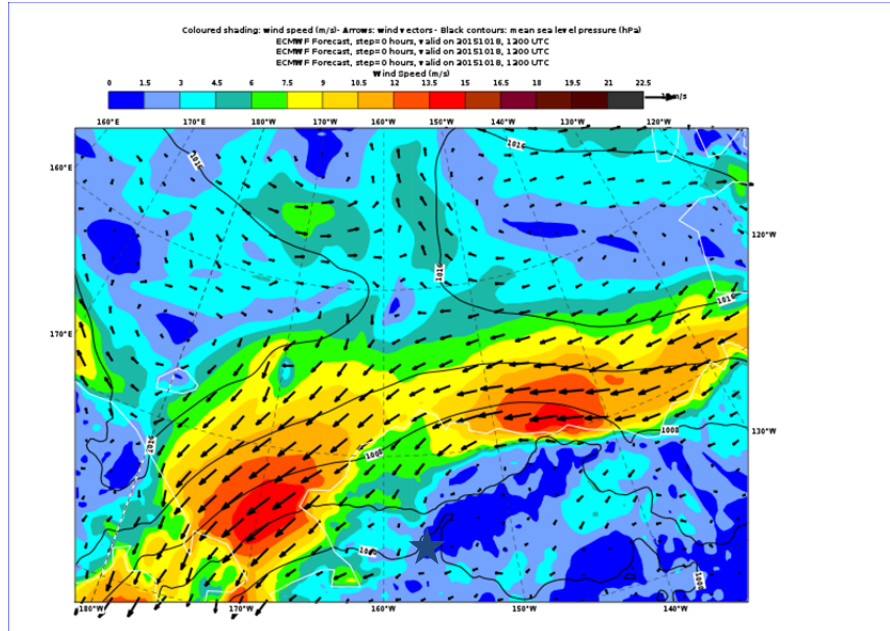 Coloured shading: wind speed (m/s)- Arrows: wind vectors - Black contours: mean sea level pressure (hPa)
ECMWF Forecast, step=0 hours, valid on 20151018, 1200 UTC
ECMWF Forecast, step=0 hours, valid on 20151018, 1200 UTC
ECMWF Forecast, step=0 hours, valid on 20151018, 1200 UTC
Wind Speed (m/s)
0 1.5 3 4.5 6 7.5 9 10.5 12 13.5 15 16.5 18 19.5 21 22.5
m/s
160°E 170°E 180°W 170°W 160°W 150°W 140°W 130°W 120°W
1016
1016
160°E
120°W
1016
1016
170°E
130°W
1008
1008
180°W 170°W 160°W 150°W 140°W